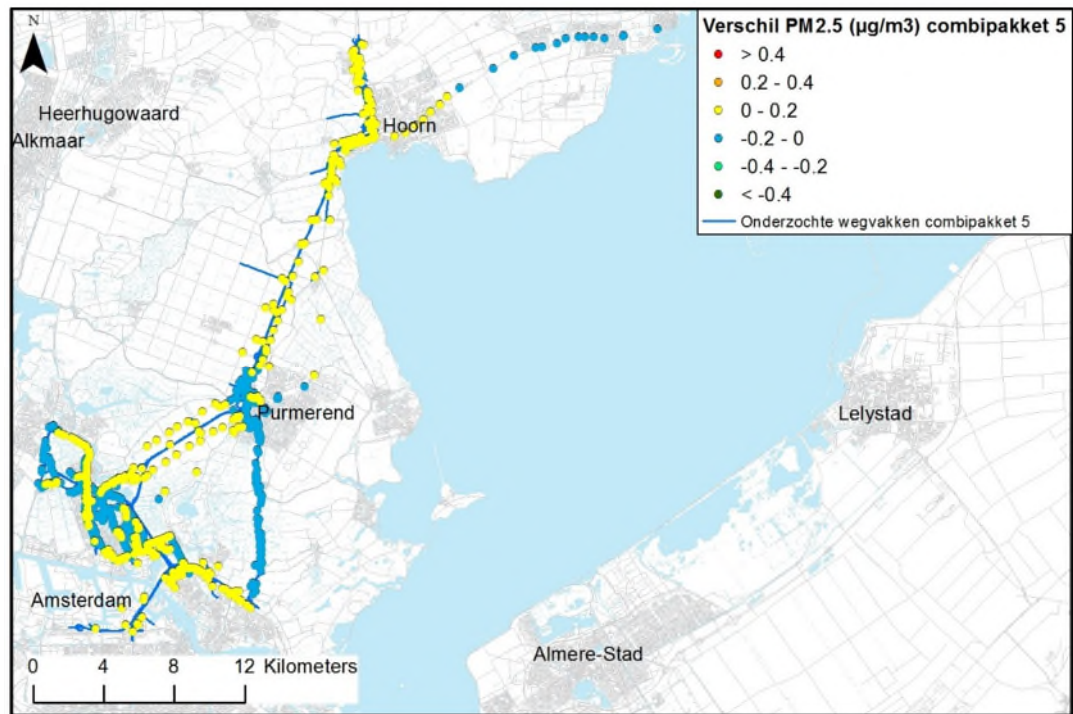 Verschil PM2.5 (µg/m3) combipakket 5
> 0.4
0.2 - 0.4
0 - 0.2
-0.2 - 0
-0.4 - -0.2
< -0.4
Onderzochte wegvakken combipakket 5
N
Heerhugowaard
Alkmaar
Hoorn
Purmerend
Lelystad
Amsterdam
Almere-Stad
0 4 8 12 Kilometers